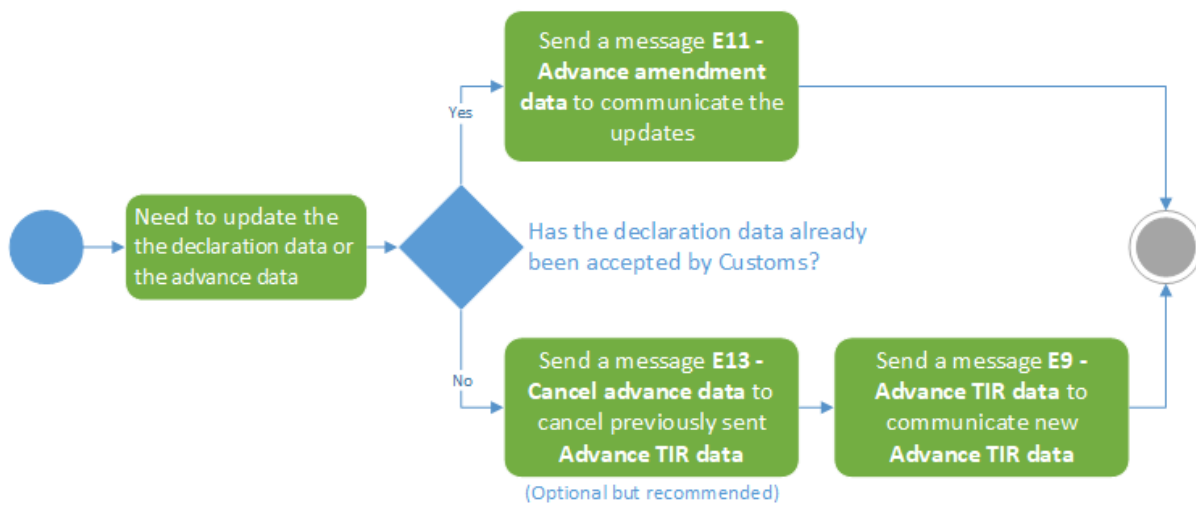 Send a message E11 -
Advance amendment
data to communicate the
updates
Yes
Need to update the
the declaration data or
the advance data
Has the declaration data already
been accepted by Customs?
No
Send a message E13 -
Cancel advance data to
cancel previously sent
Advance TIR data
(Optional but recommended)
Send a message E9 -
Advance TIR data to
communicate new
Advance TIR data